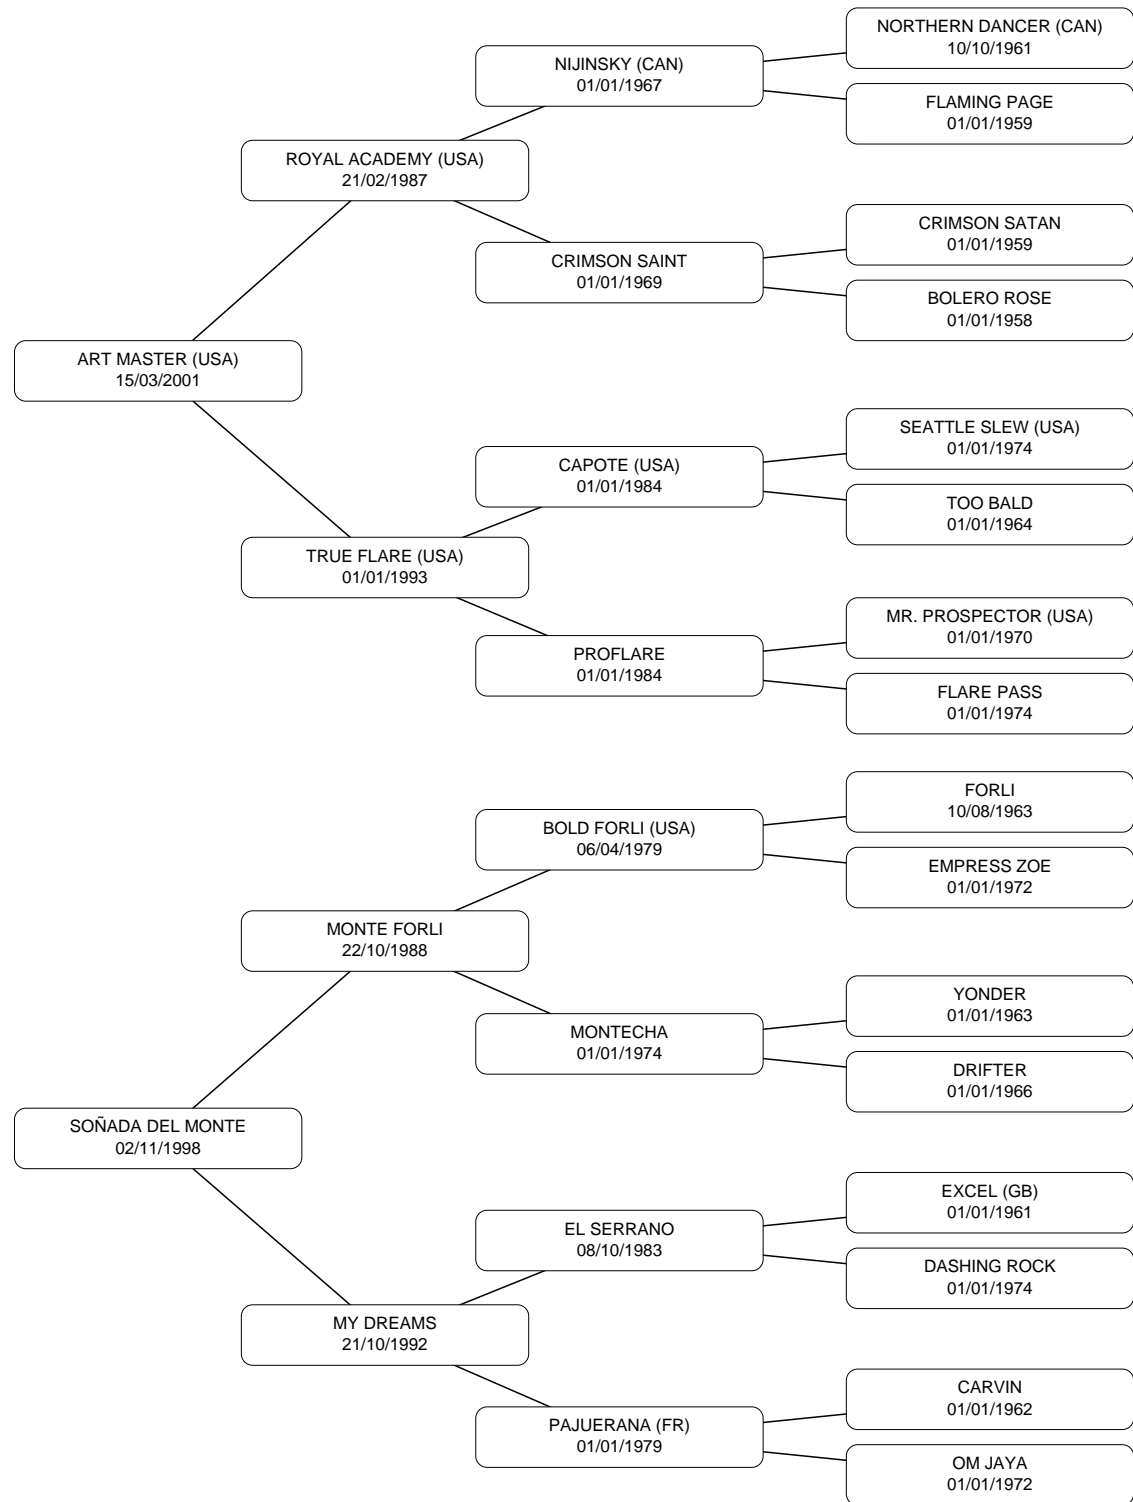 NORTHERN DANCER (CAN)
10/10/1961
NIJINSKY (CAN)
01/01/1967
FLAMING PAGE
01/01/1959
ROYAL ACADEMY (USA)
21/02/1987
CRIMSON SATAN
01/01/1959
CRIMSON SAINT
01/01/1969
BOLERO ROSE
01/01/1958
ART MASTER (USA)
15/03/2001
SEATTLE SLEW (USA)
01/01/1974
CAPOTE (USA)
01/01/1984
TOO BALD
01/01/1964
TRUE FLARE (USA)
01/01/1993
MR. PROSPECTOR (USA)
01/01/1970
PROFLARE
01/01/1984
FLARE PASS
01/01/1974
FORLI
10/08/1963
BOLD FORLI (USA)
06/04/1979
EMPRESS ZOE
01/01/1972
MONTE FORLI
22/10/1988
YONDER
01/01/1963
MONTECHA
01/01/1974
DRIFTER
01/01/1966
SOÑADA DEL MONTE
02/11/1998
EXCEL (GB)
01/01/1961
EL SERRANO
08/10/1983
DASHING ROCK
01/01/1974
MY DREAMS
21/10/1992
CARVIN
01/01/1962
PAJUERANA (FR)
01/01/1979
OM JAYA
01/01/1972